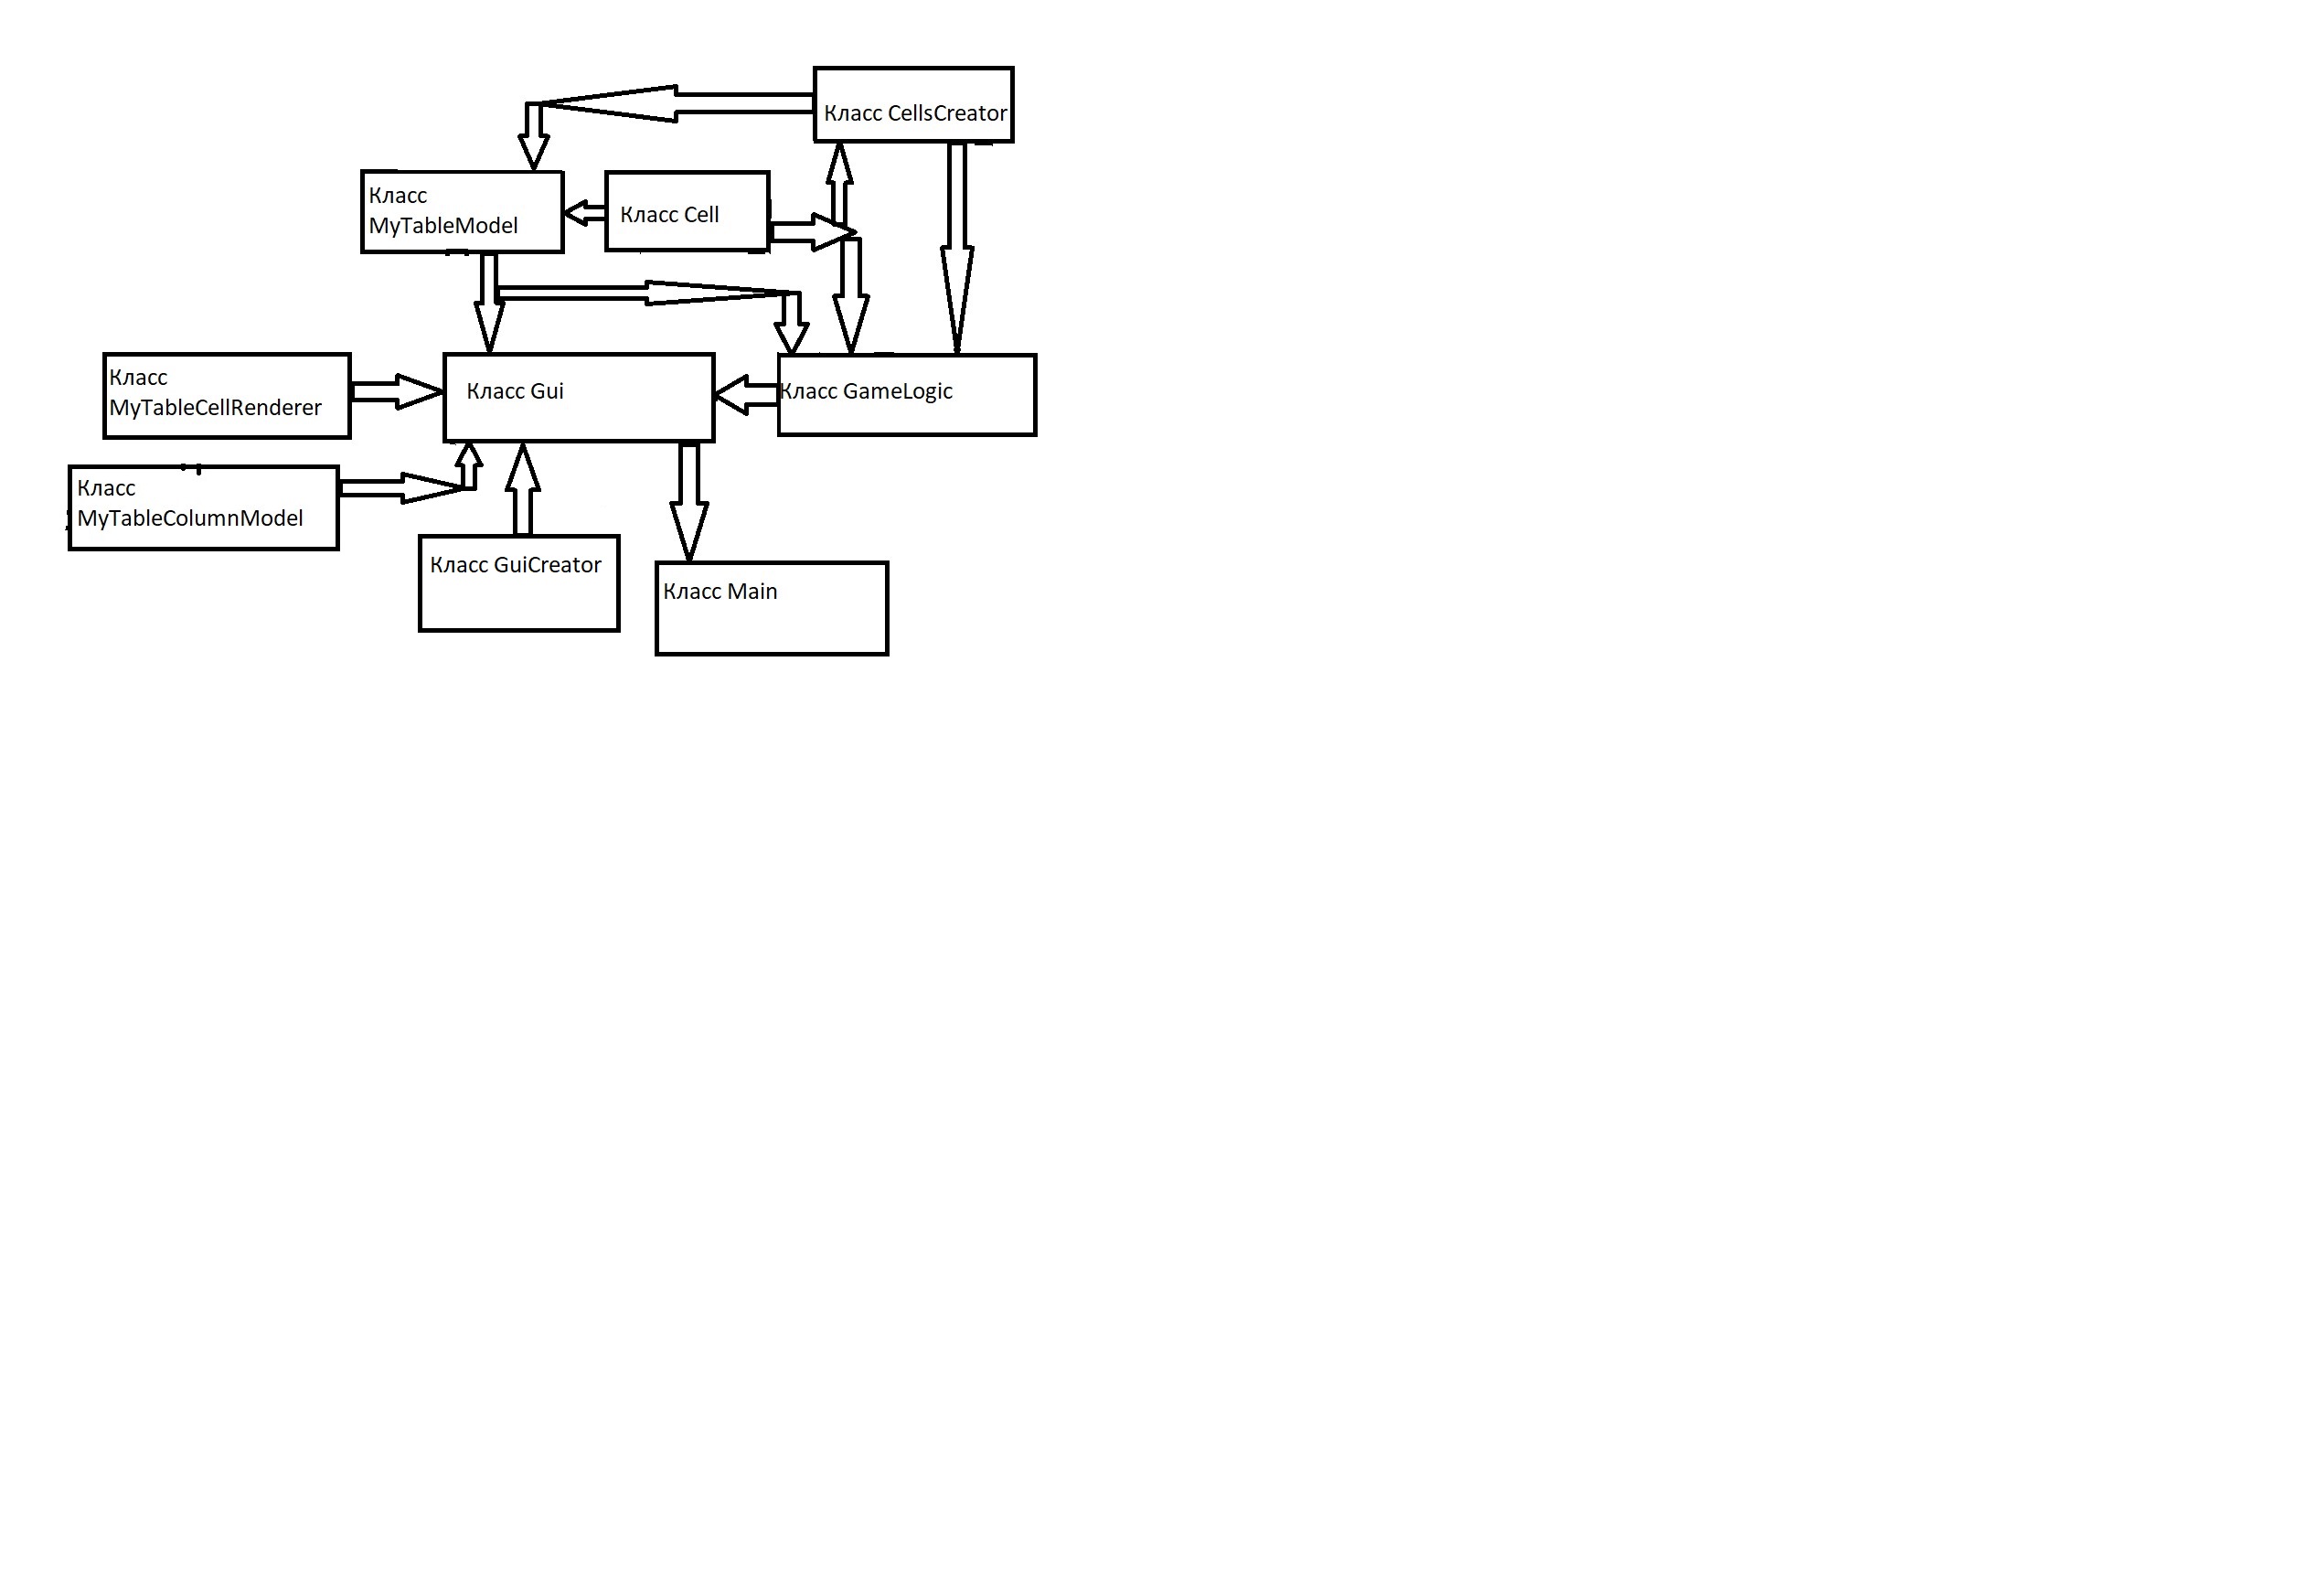 Класс CellsCreator
Класс
MyTableModel
Класс Cell
Класс
MyTableCellRenderer
Класс Gui
Класс GameLogic
Класс
MyTableColumnModel
Класс GuiCreator
Класс Main